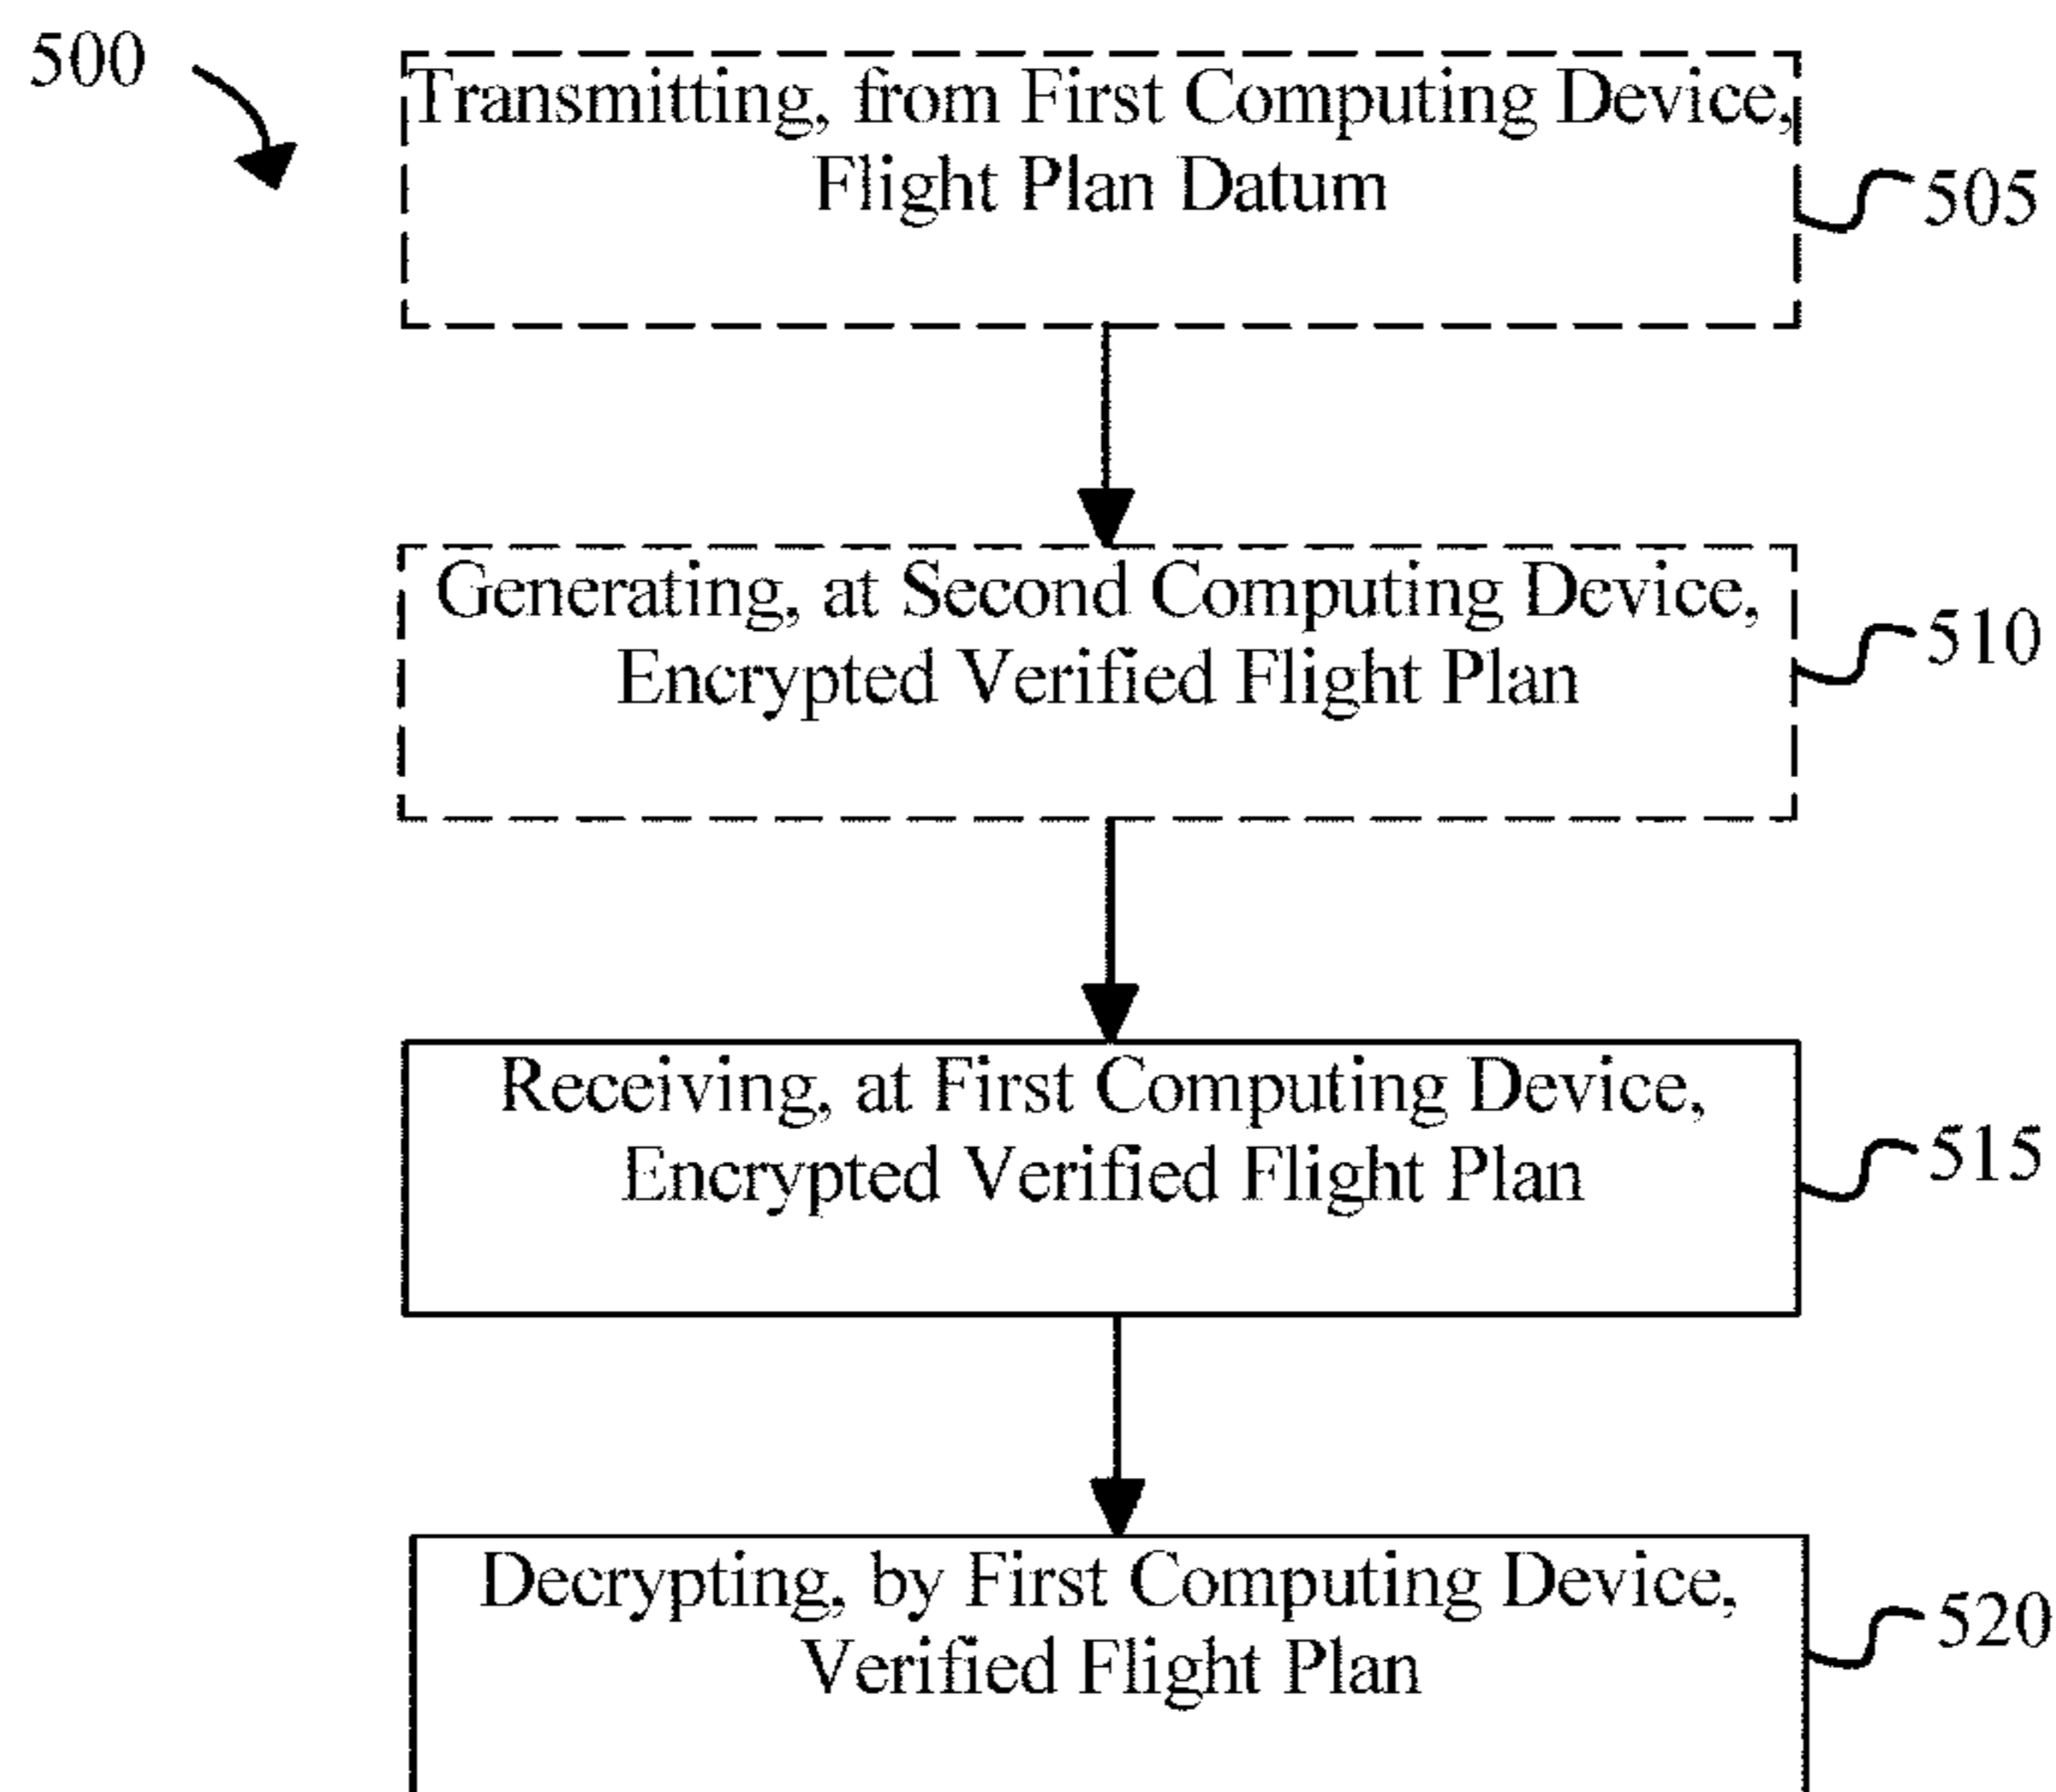 500
Transmitting, from First Computing Device,
Flight Plan Datum
505
Generating, at Second Computing Device,
Encrypted Verified Flight Plan
510
Receiving, at First Computing Device,
Encrypted Verified Flight Plan
515
Decrypting, by First Computing Device,
Verified Flight Plan
520